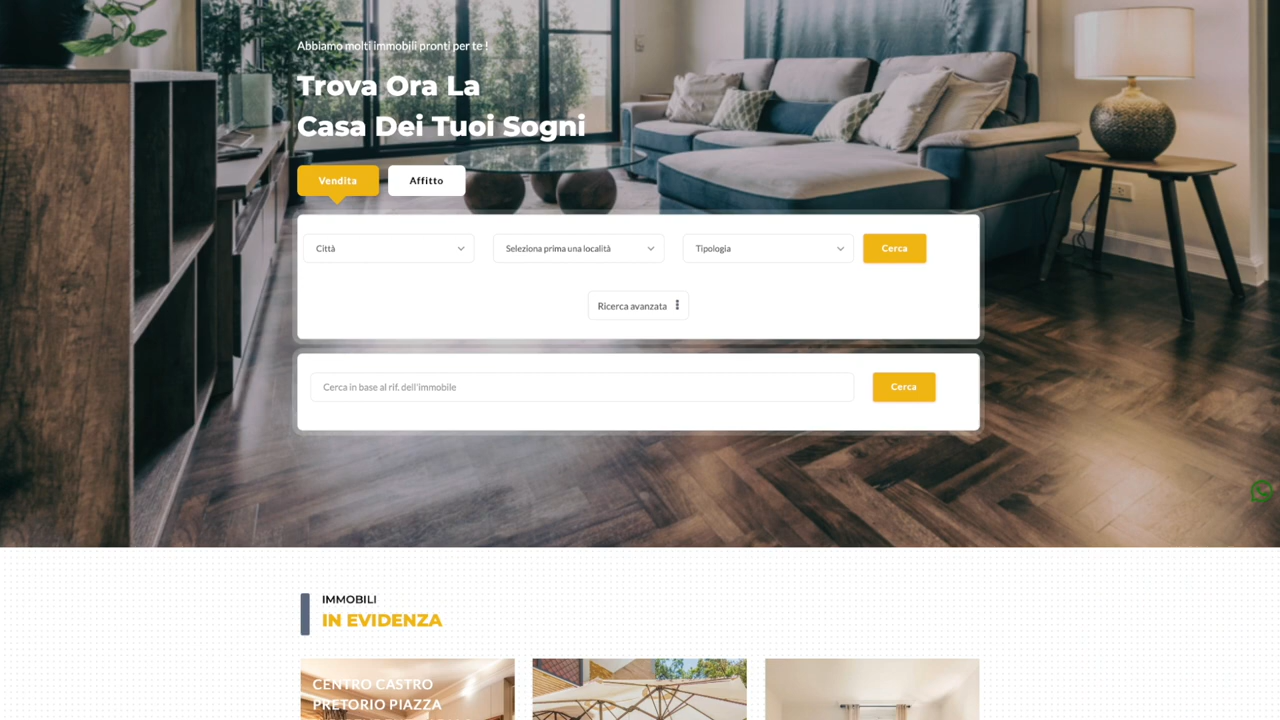 Abbiamo molti immobili pronti per te !
Trova Ora La
Casa Dei Tuoi Sogni
Vendita
Affitto
Città
Seleziona prima una località
Tipologia
Cerca
Ricerca avanzata
Cerca in base al rif. dell'immobile
Cerca
IMMOBILI
IN EVIDENZA
CENTRO CASTRO
PRETORIO PIAZZA